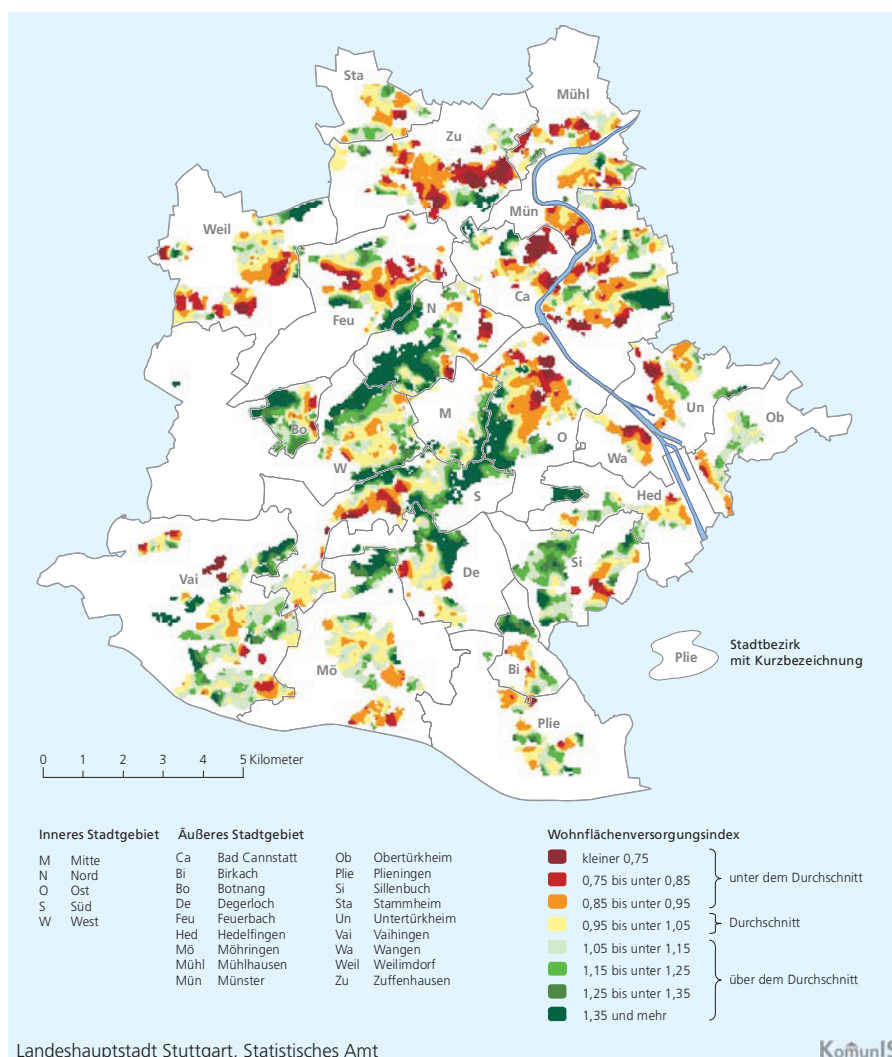 Sta
Mühl
Zu
Weil
Mün
Ca
Feu
N
M
Bo
Un
Ob
O
W
Wa
S
Hed
Vai
De
Si
Mö
Bi
Plie
Plie
Stadtbezirk
mit Kurzbezeichnung
0 1 2 3 4 5 Kilometer
Inneres Stadtgebiet
M Mitte
N Nord
O Ost
S Süd
W West
Äußeres Stadtgebiet
Ca Bad Cannstatt
Bi Birkach
Bo Botnang
De Degerloch
Feu Feuerbach
Hed Hedelfingen
Mö Möhringen
Mühl Mühlhausen
Mün Münster
Ob Obertürkheim
Plie Plieningen
Si Sillenbuch
Sta Stammheim
Un Untertürkheim
Vai Vaihingen
Wa Wangen
Weil Weilimdorf
Zu Zuffenhausen
Wohnflächenversorgungsindex
kleiner 0,75
0,75 bis unter 0,85
0,85 bis unter 0,95
unter dem Durchschnitt
0,95 bis unter 1,05
Durchschnitt
1,05 bis unter 1,15
1,15 bis unter 1,25
1,25 bis unter 1,35
1,35 und mehr
über dem Durchschnitt
Landeshauptstadt Stuttgart, Statistisches Amt